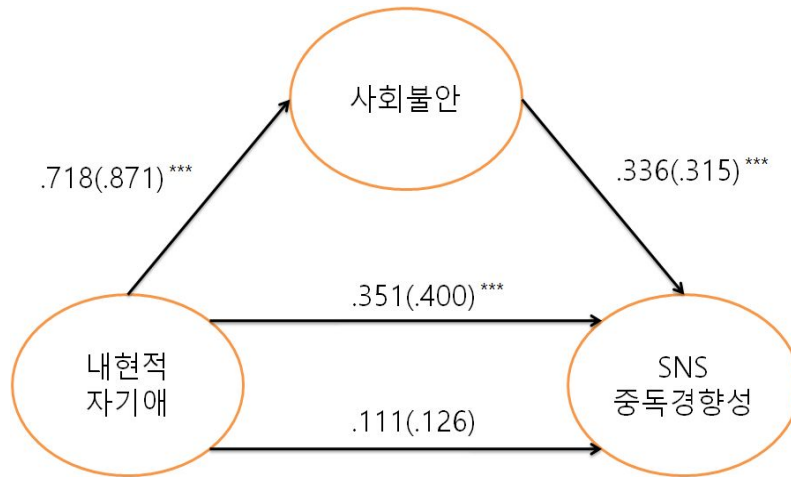 사회불안
.718(.871)***
.336(.315)***
.351(.400)***
내현적
자기애
SNS
중독경향성
.111(.126)